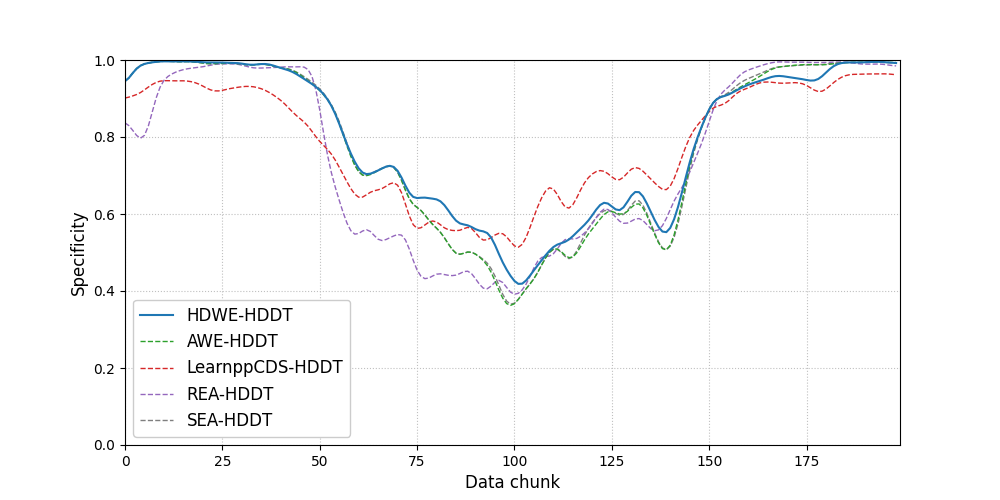 1.0
0.8
0.6
0.4
0.2
0.0
Specificity
HDWE-HDDT
AWE-HDDT
LearnppCDS-HDDT
REA-HDDT
SEA-HDDT
0 25 50 75 100 125 150 175
Data chunk